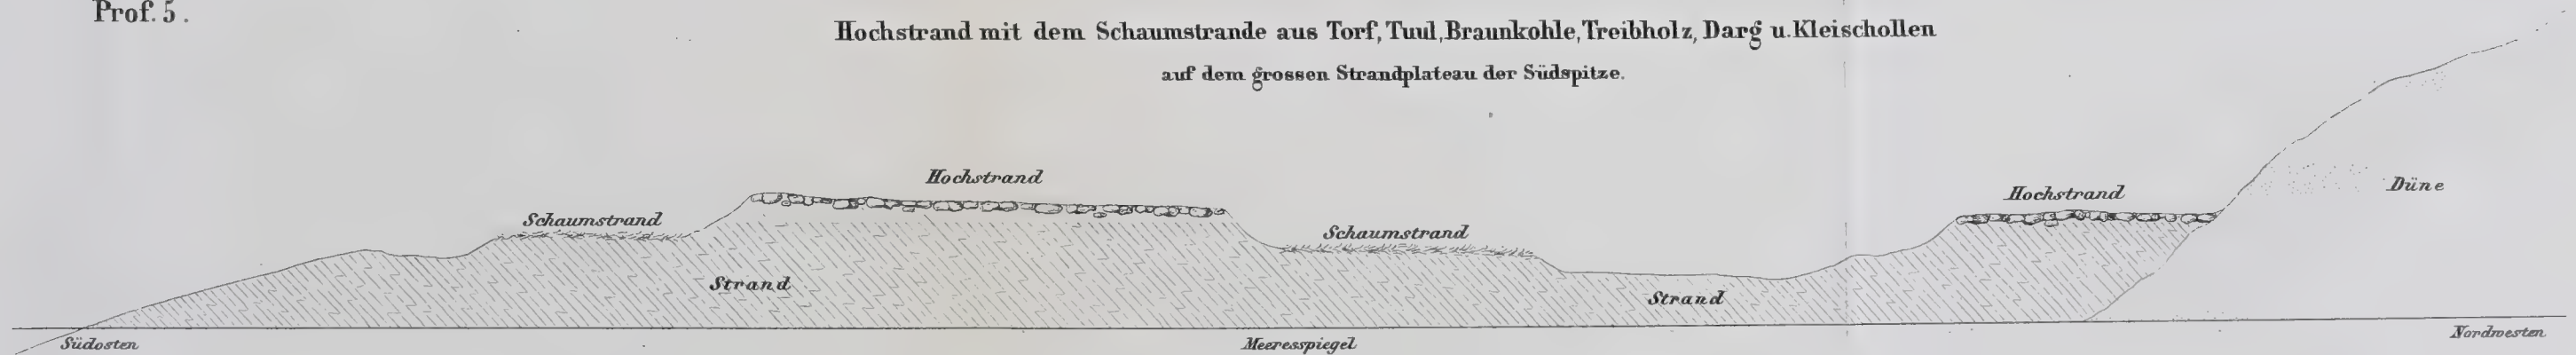 Prof. 5.
Hochstrand mit dem Schaumstrande aus Torf, Tuul, Braunkohle, Treibholz, Darg u. Kleischollen
auf dem grossen Strandplateau der Südspitze.
Hochstrand
Hochstrand
Düne
Schaumstrand
Schaumstrand
Strand
Strand
Südosten
Meeresspiegel
Nordwesten